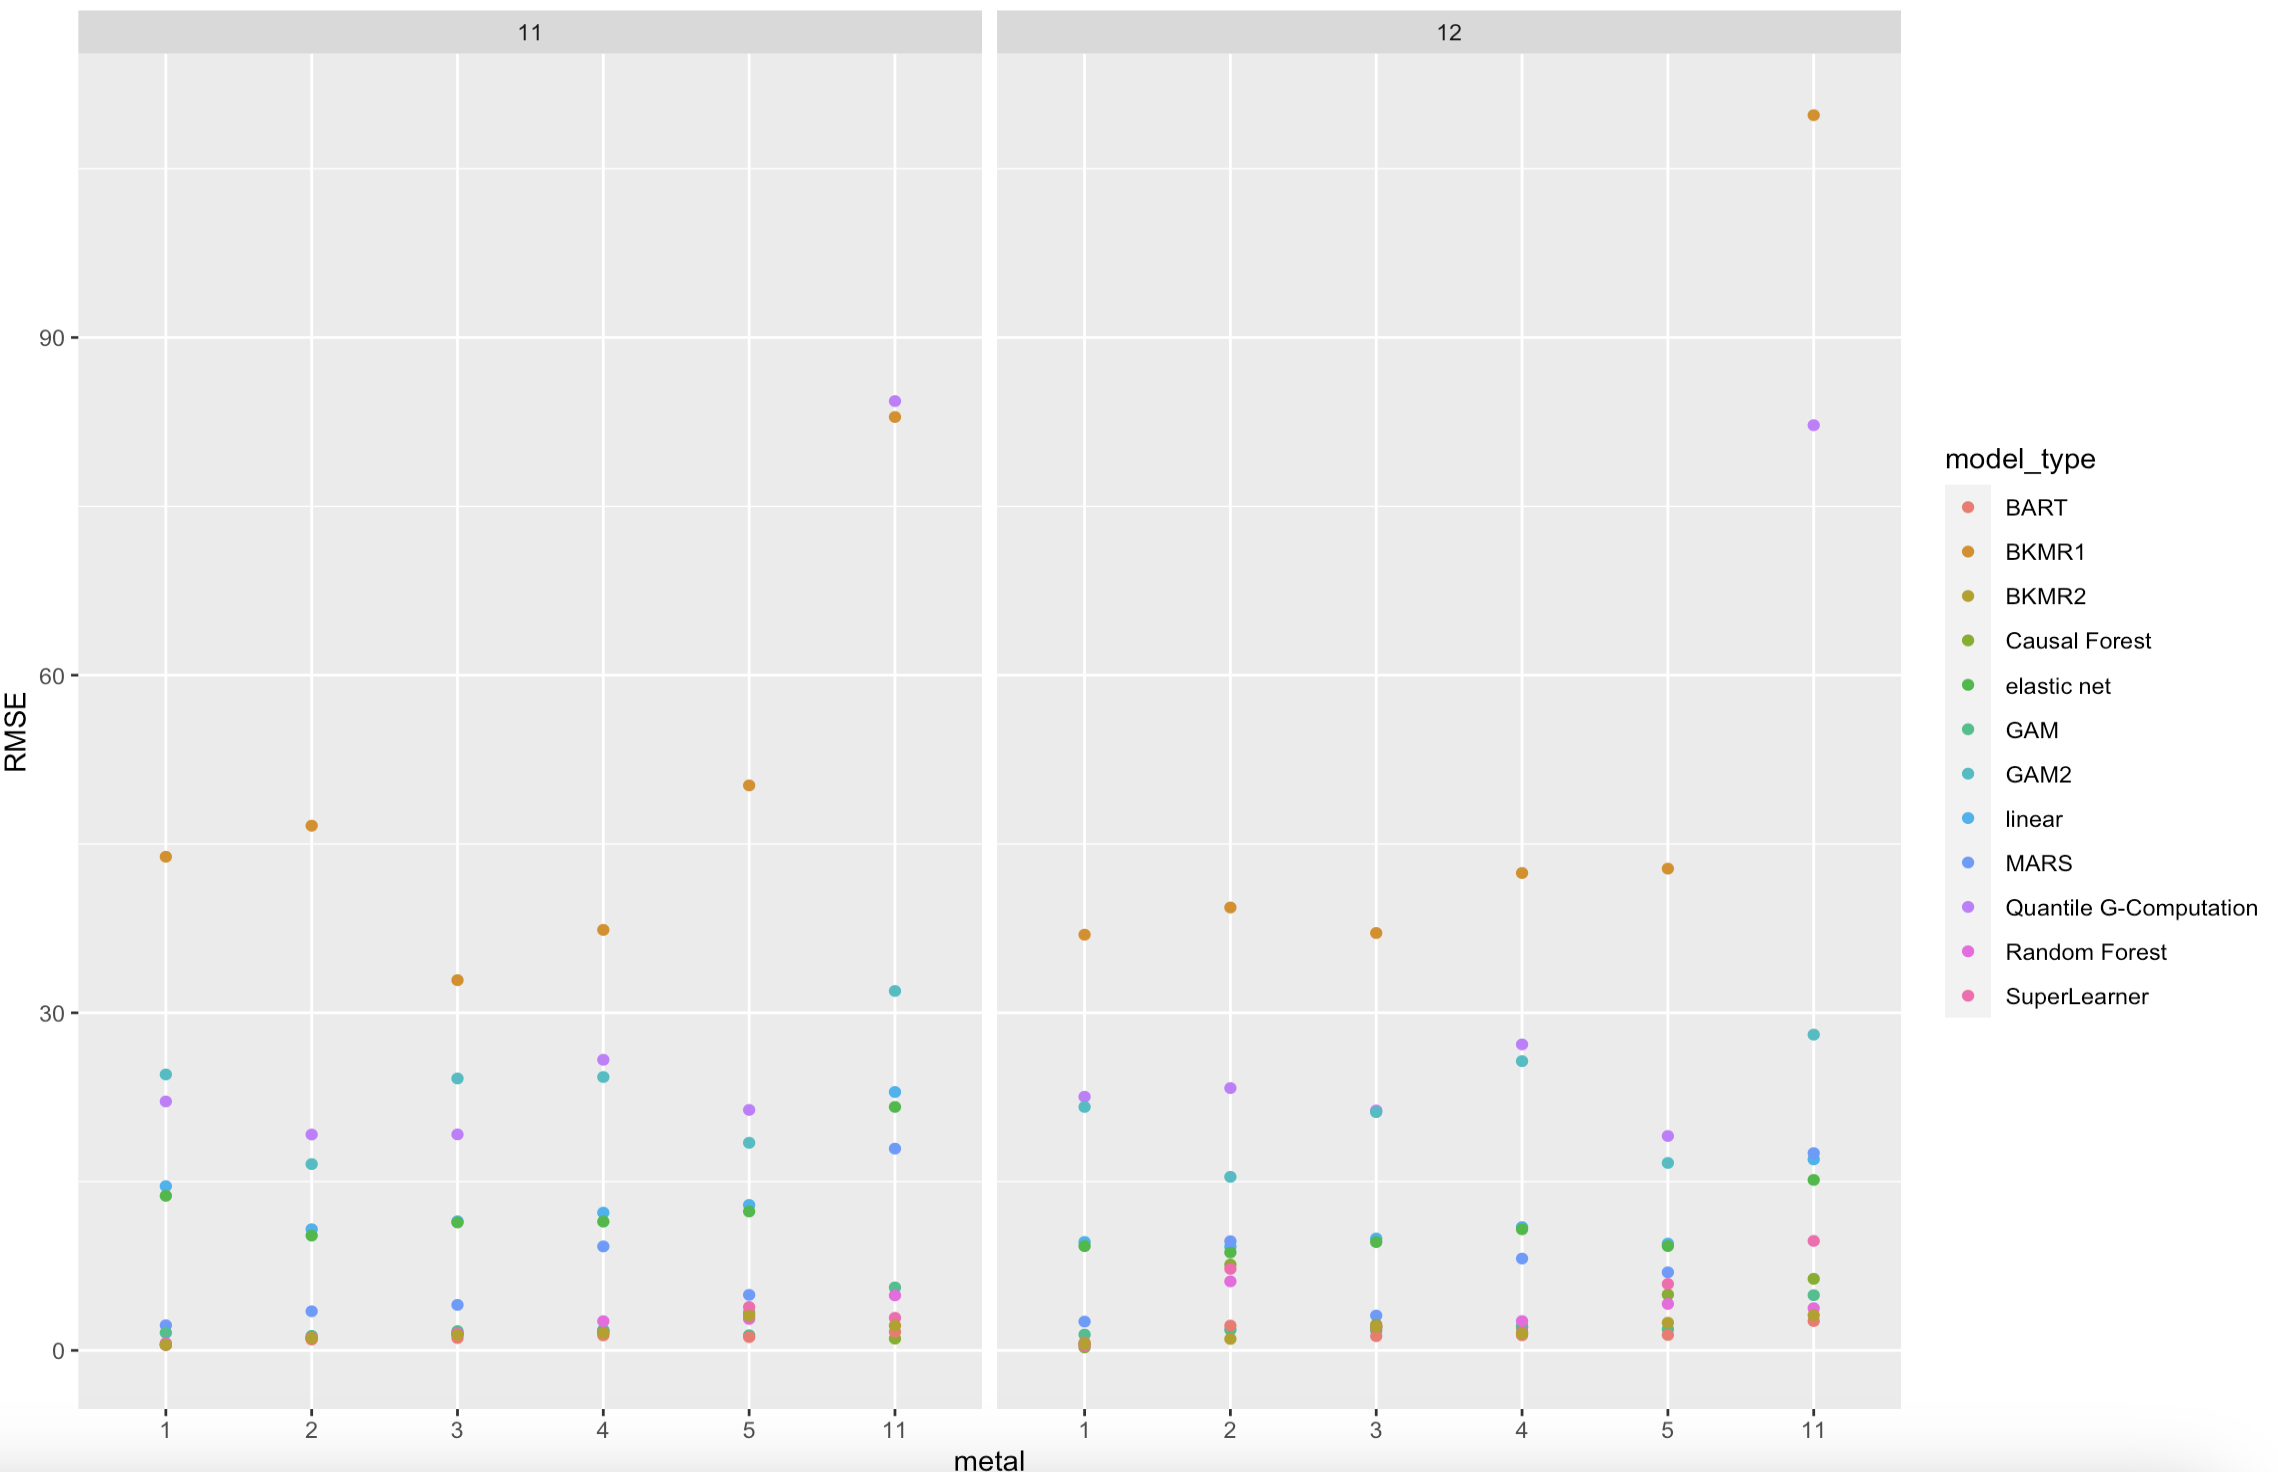 11
12
RMSE
90
60
30
0
1 2 3 4 5 11
1 2 3 4 5 11
metal
model_type
BART
BKMR1
BKMR2
Causal Forest
elastic net
GAM
GAM2
linear
MARS
Quantile G-Computation
Random Forest
SuperLearner